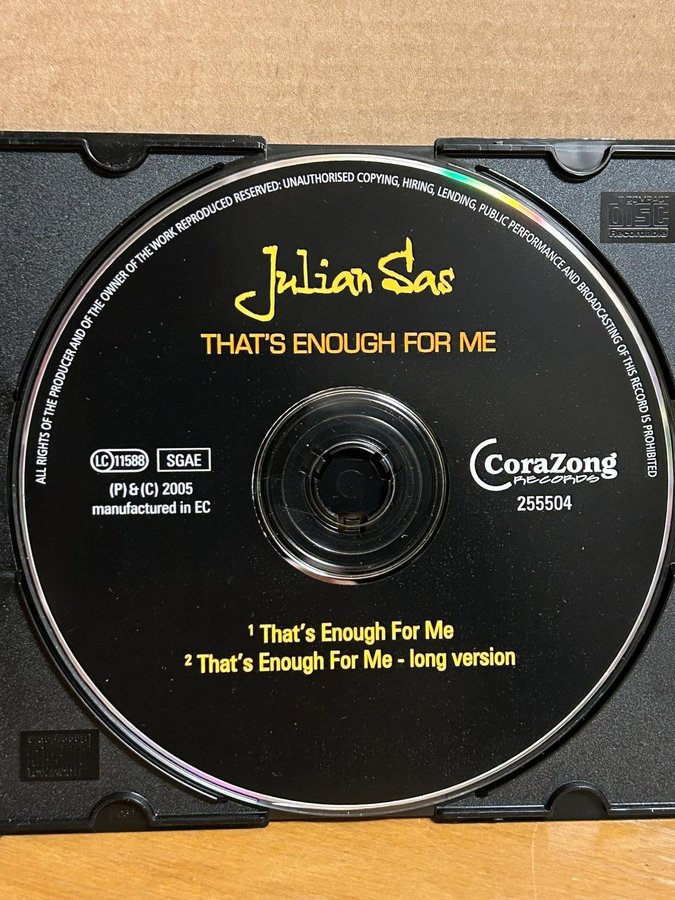 ALL RIGHTS OF THE PRODUCER AND OF THE OWNER OF THE WORK REPRODUCED RESERVED: UNAUTHORISED COPYING, HIRING, LENDING, PUBLIC PERFORMANCE AND BROADCASTING OF THIS RECORD IS PROHIBITED
COMPACT
disc
Recordable
Julian Sas
THAT'S ENOUGH FOR ME
LC 11588 SGAE
(P) & (C) 2005
manufactured in EC
CoraZong
RECORDS
255504
1 That's Enough For Me
2 That's Enough For Me - long version